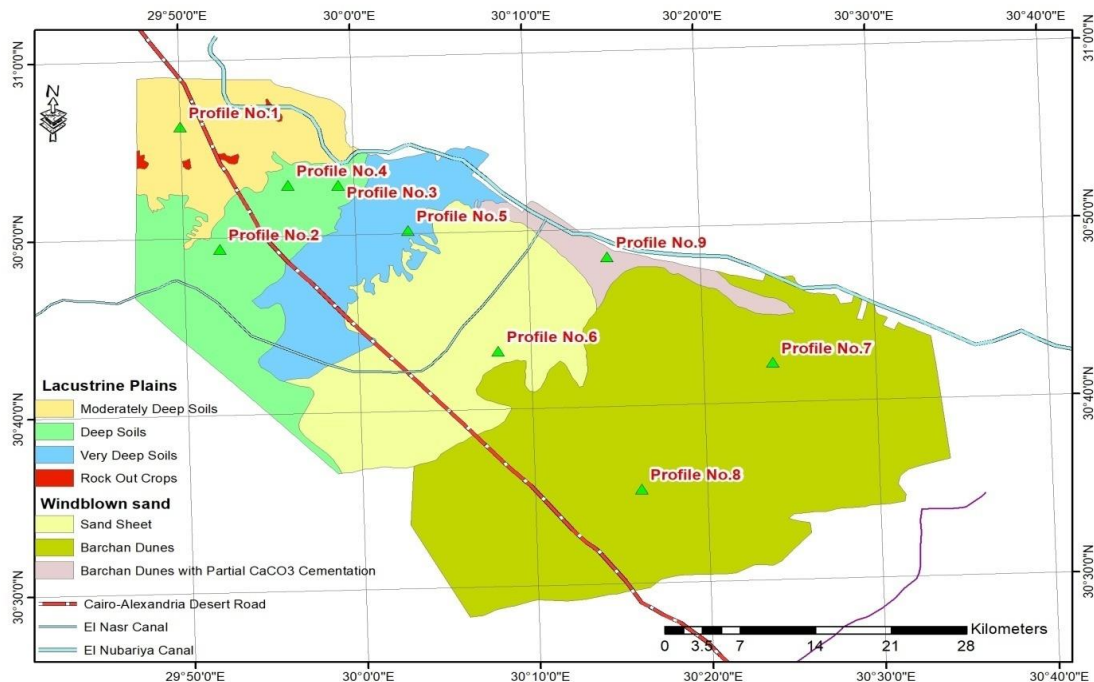 29°50'0"E 30°0'0"E 30°10'0"E 30°20'0"E 30°30'0"E 30°40'0"E
31°0'0"N
31°0'0"N
N
Profile No.1
Profile No.4
Profile No.3
Profile No.5
Profile No.2
Profile No.9
30°50'0"N
30°50'0"N
Profile No.6
Profile No.7
30°40'0"N
30°40'0"N
Profile No.8
30°30'0"N
30°30'0"N
Lacustrine Plains
Moderately Deep Soils
Deep Soils
Very Deep Soils
Rock Out Crops
Windblown sand
Sand Sheet
Barchan Dunes
Barchan Dunes with Partial CaCO3 Cementation
Cairo-Alexandria Desert Road
El Nasr Canal
El Nubariya Canal
Kilometers
0 3.5 7 14 21 28
29°50'0"E 30°0'0"E 30°10'0"E 30°20'0"E 30°30'0"E 30°40'0"E